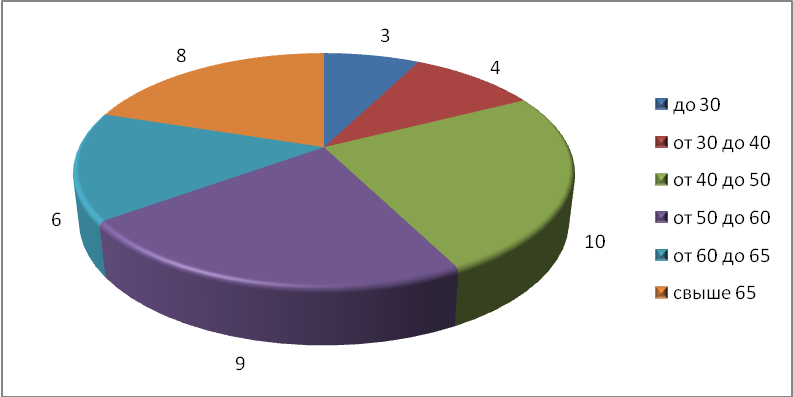 3
4
10
9
6
8
до 30
от 30 до 40
от 40 до 50
от 50 до 60
от 60 до 65
свыше 65